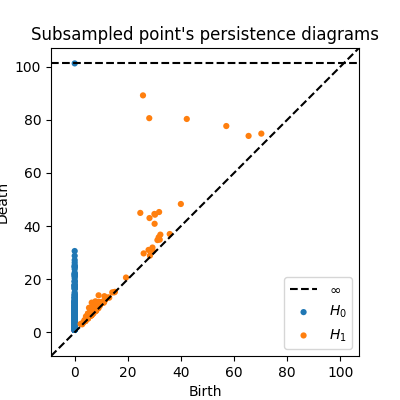 Subsampled point's persistence diagrams
100
80
60
40
20
0
Death
∞
H₀
H₁
0 20 40 60 80 100
Birth